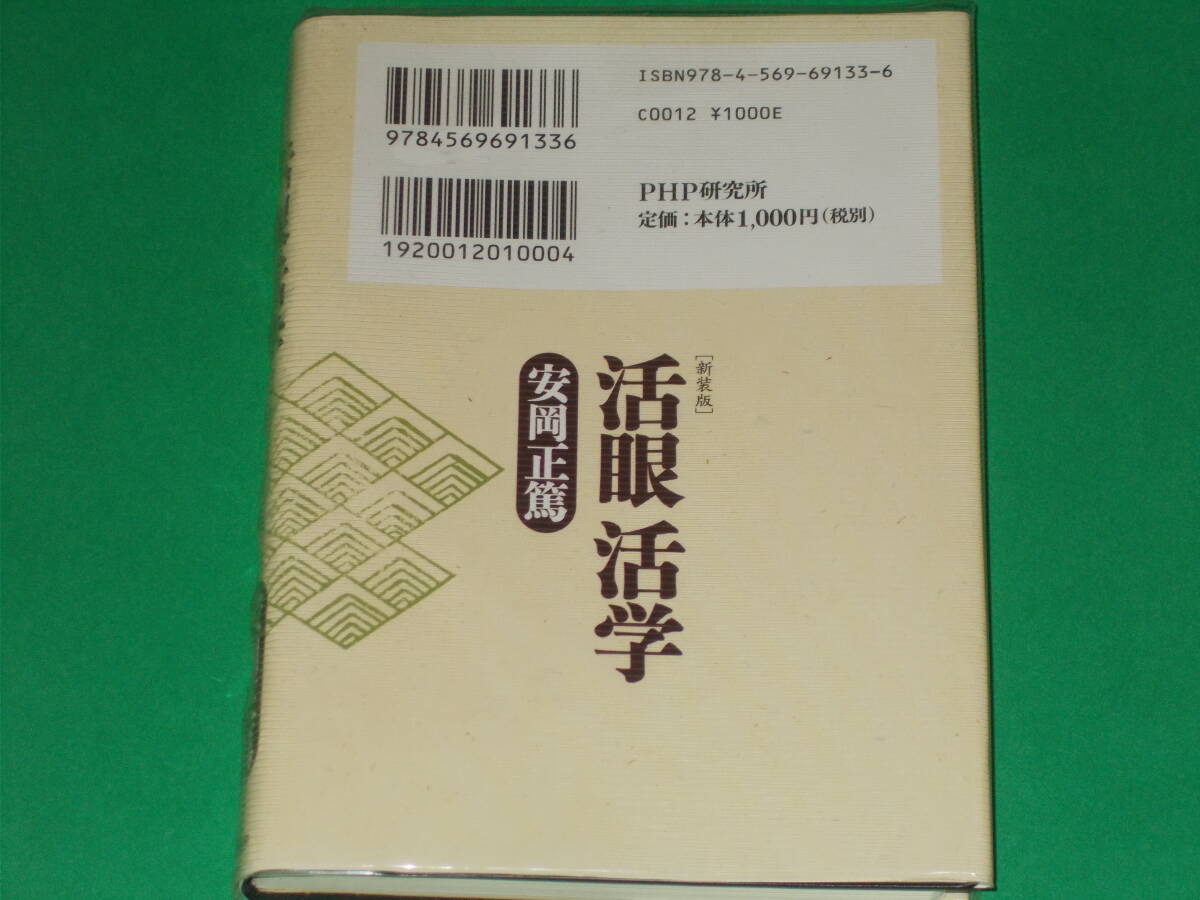 ISBN978-4-569-69133-6
C0012 ¥1000E
9784569691336
PHP研究所
定価：本体1,000円（税別）
1920012010004
［新装版］
活眼 活学
安岡正篤